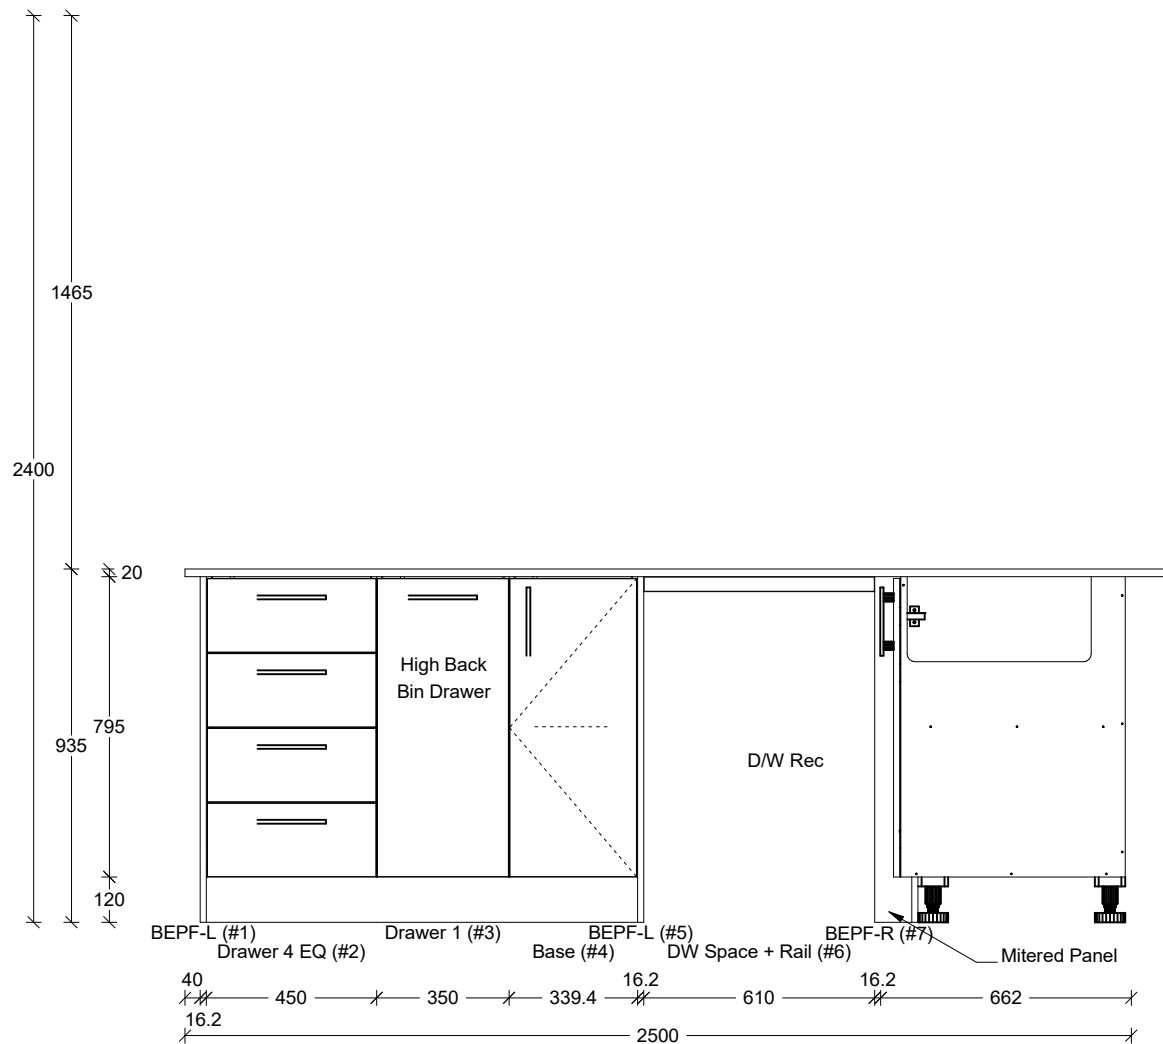 1465
2400
20
High Back
Bin Drawer
795
935
D/W Rec
120
BEPF-L (#1)
Drawer 1 (#3)
BEPF-L (#5)
BEPF-R (#7)
Drawer 4 EQ (#2)
Base (#4)
DW Space + Rail (#6)
Mitered Panel
40
16.2
16.2
450
350
339.4
610
662
16.2
2500